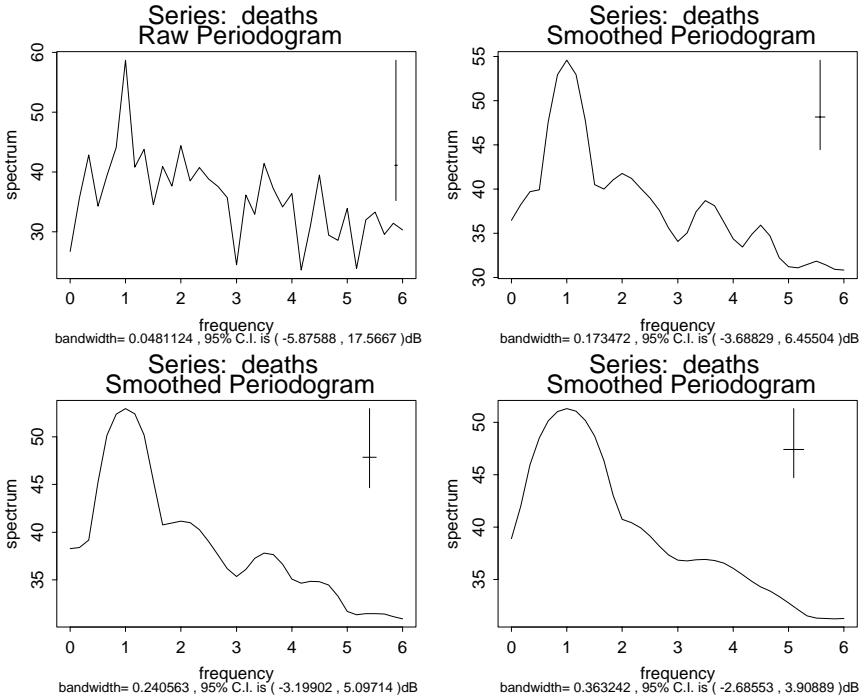 Series: deaths
Raw Periodogram
60
50
40
30
spectrum
0 1 2 3 4 5 6
frequency
bandwidth= 0.0481124 , 95% C.I. is ( -5.87588 , 17.5667 )dB
Series: deaths
Smoothed Periodogram
55
50
45
40
35
30
spectrum
0 1 2 3 4 5 6
frequency
bandwidth= 0.173472 , 95% C.I. is ( -3.68829 , 6.45504 )dB
Series: deaths
Smoothed Periodogram
50
45
40
35
spectrum
0 1 2 3 4 5 6
frequency
bandwidth= 0.240563 , 95% C.I. is ( -3.19902 , 5.09714 )dB
Series: deaths
Smoothed Periodogram
50
45
40
35
spectrum
0 1 2 3 4 5 6
frequency
bandwidth= 0.363242 , 95% C.I. is ( -2.68553 , 3.90889 )dB